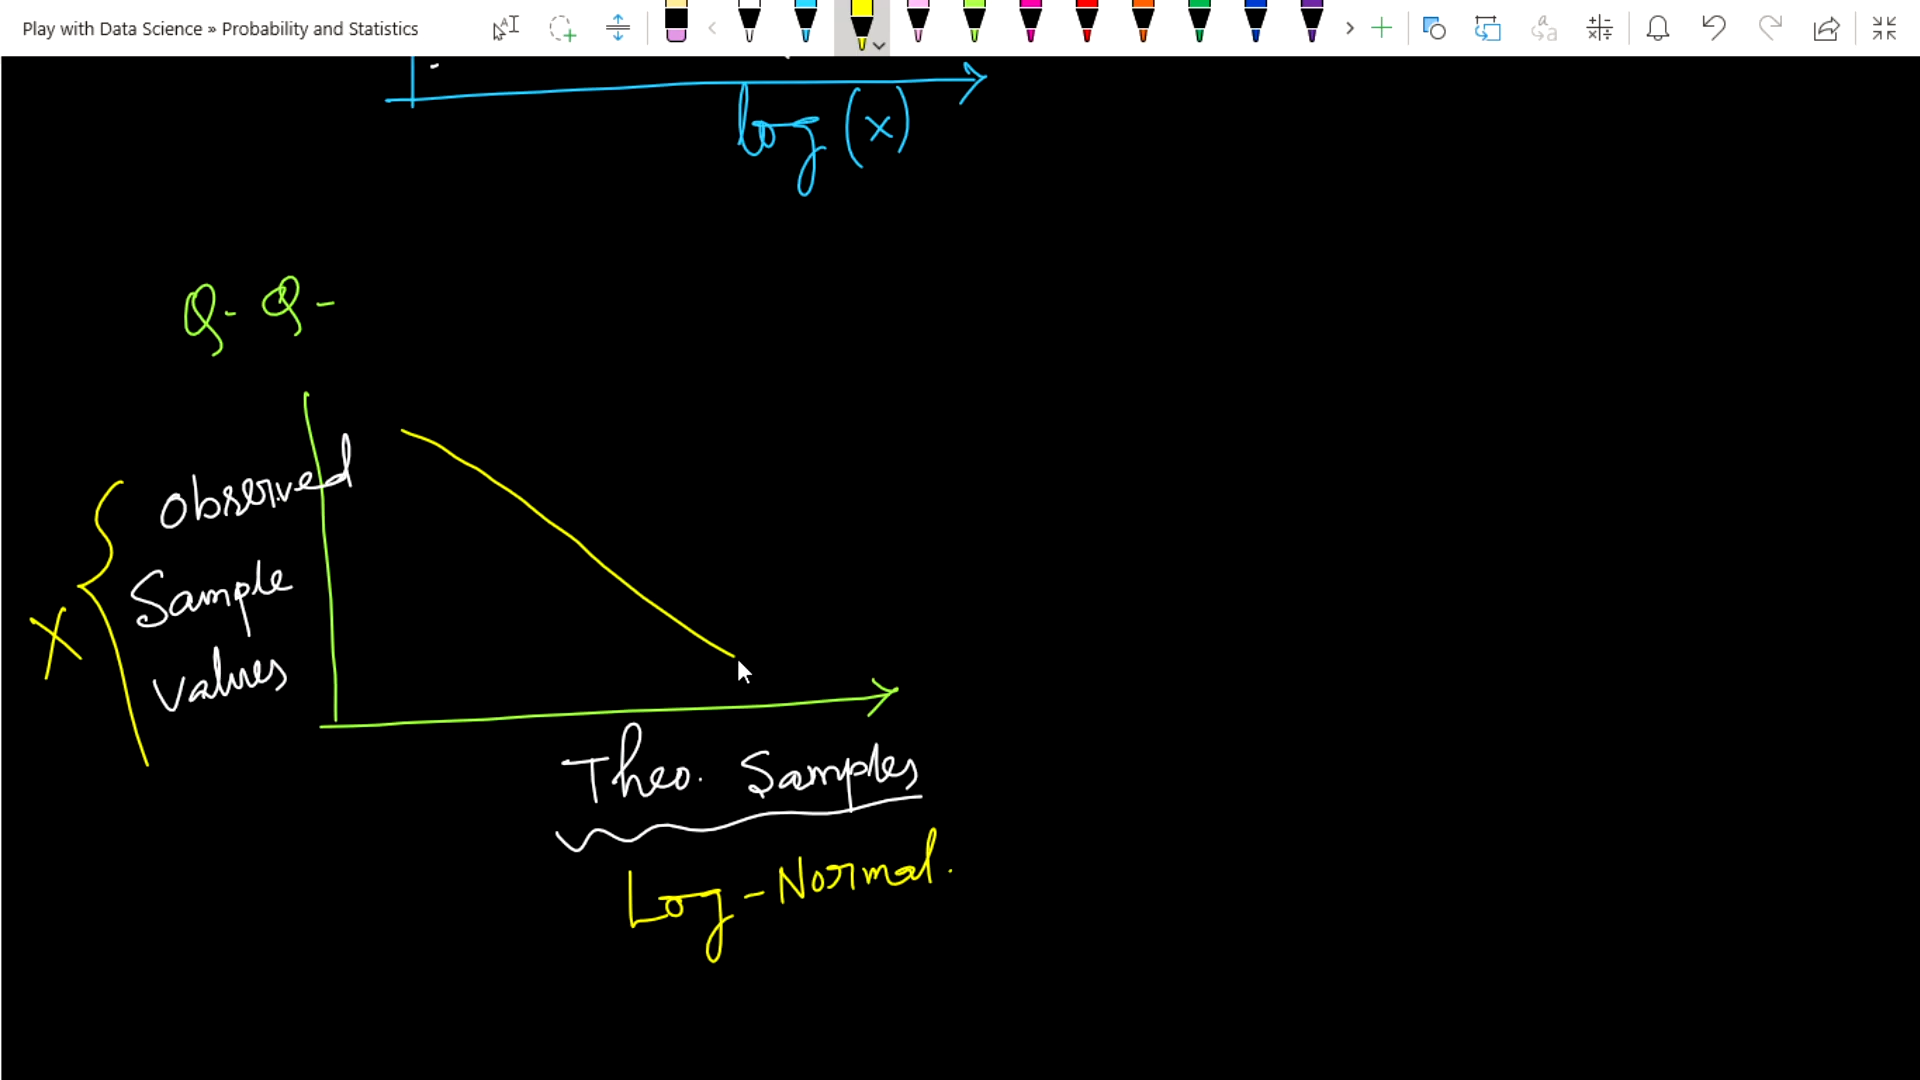 Play with Data Science » Probability and Statistics
log (x)
Q-Q-
Observed
Sample
Values
X
Theo. Samples
Log-Normal.